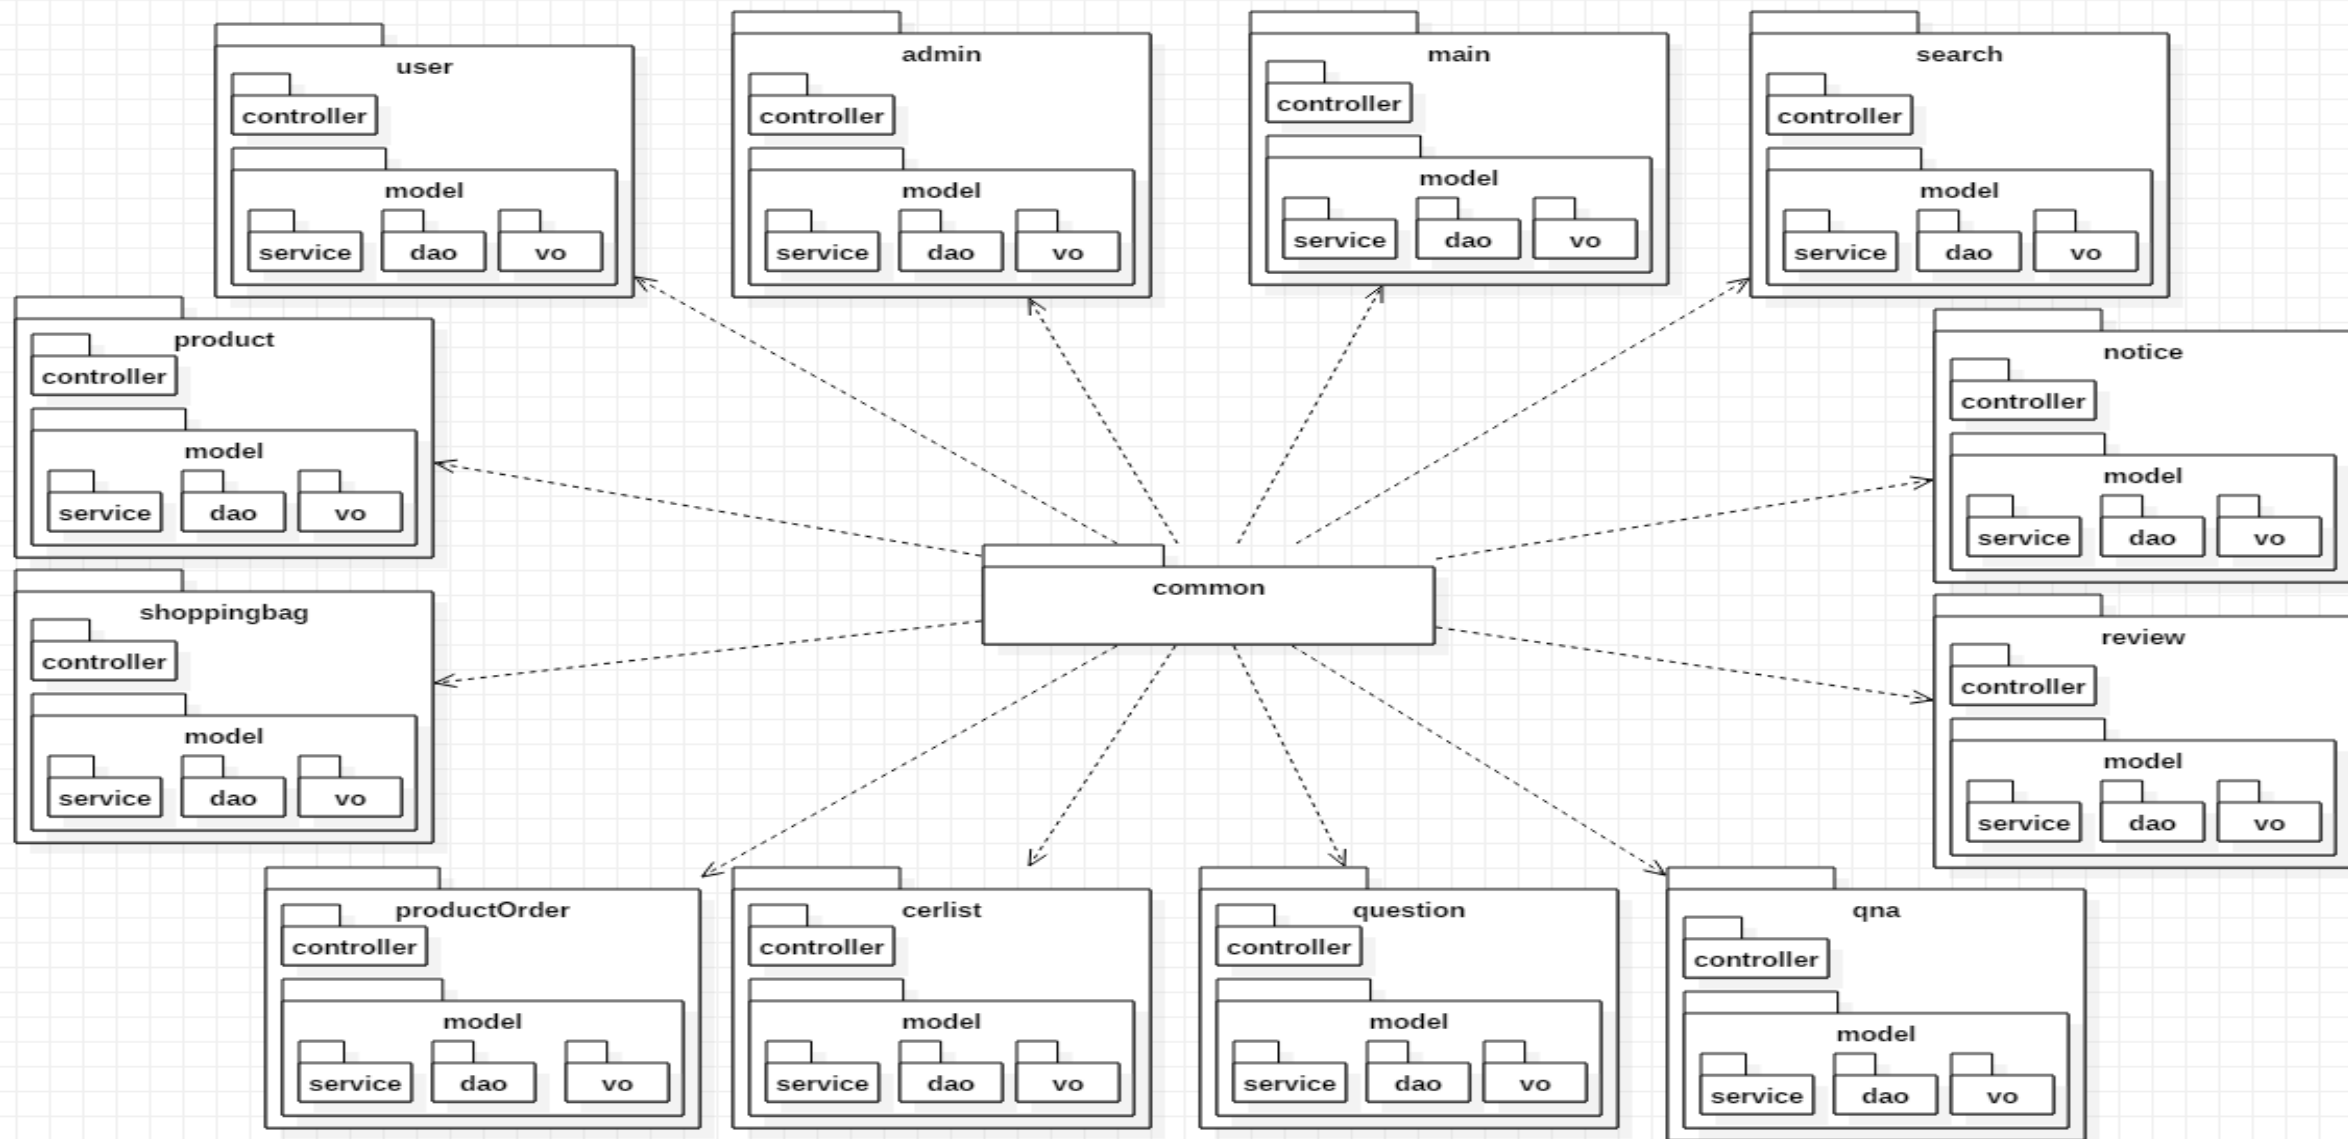 user
controller
model
service dao vo
admin
controller
model
service dao vo
main
controller
model
service dao vo
search
controller
model
service dao vo
product
controller
model
service dao vo
notice
controller
model
service dao vo
common
shoppingbag
controller
model
service dao vo
review
controller
model
service dao vo
productOrder
controller
model
service dao vo
cerlist
controller
model
service dao vo
question
controller
model
service dao vo
qna
controller
model
service dao vo